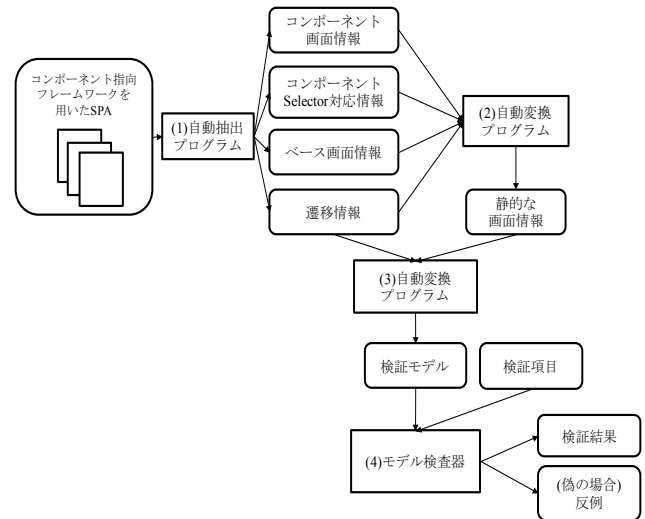 コンポーネント指向
フレームワークを
用いたSPA
(1)自動抽出
プログラム
コンポーネント
画面情報
コンポーネント
Selector対応情報
ベース画面情報
遷移情報
(2)自動変換
プログラム
静的な
画面情報
(3)自動変換
プログラム
検証モデル
検証項目
(4)モデル検査器
検証結果
(偽の場合)
反例